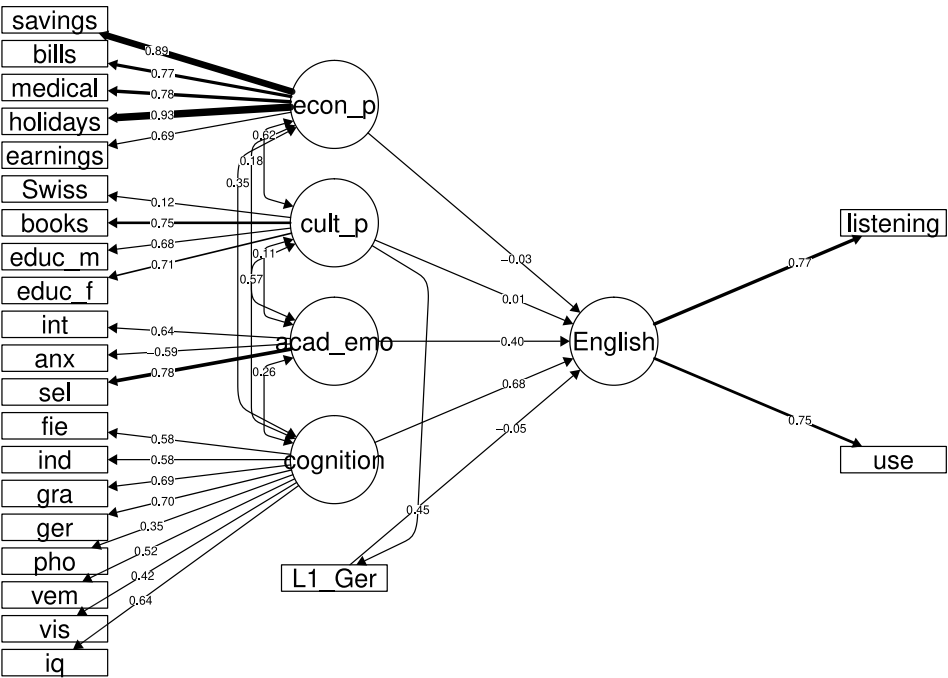 savings
bills
medical
holidays
earnings
Swiss
books
educ_m
educ_f
int
anx
sel
fie
ind
gra
ger
pho
vem
vis
iq
0.89
0.77
0.78
0.93
0.69
0.12
0.75
0.68
0.71
0.64
−0.59
0.78
0.58
0.58
0.69
0.70
0.35
0.52
0.42
0.64
econ_p
cult_p
acad_emo
cognition
0.62
0.18
0.35
0.11
0.57
0.26
−0.03
0.01
0.40
0.68
−0.05
0.45
L1_Ger
English
0.77
0.75
listening
use